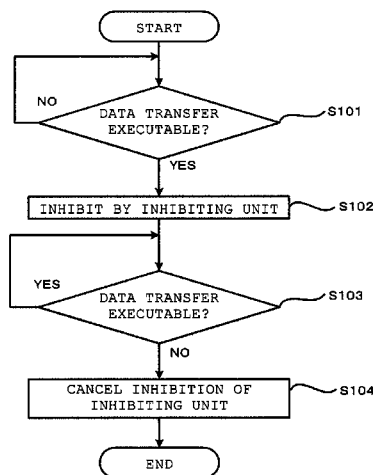 START
NO
DATA TRANSFER
EXECUTABLE?
S101
YES
INHIBIT BY INHIBITING UNIT
S102
YES
DATA TRANSFER
EXECUTABLE?
S103
NO
CANCEL INHIBITION OF
INHIBITING UNIT
S104
END